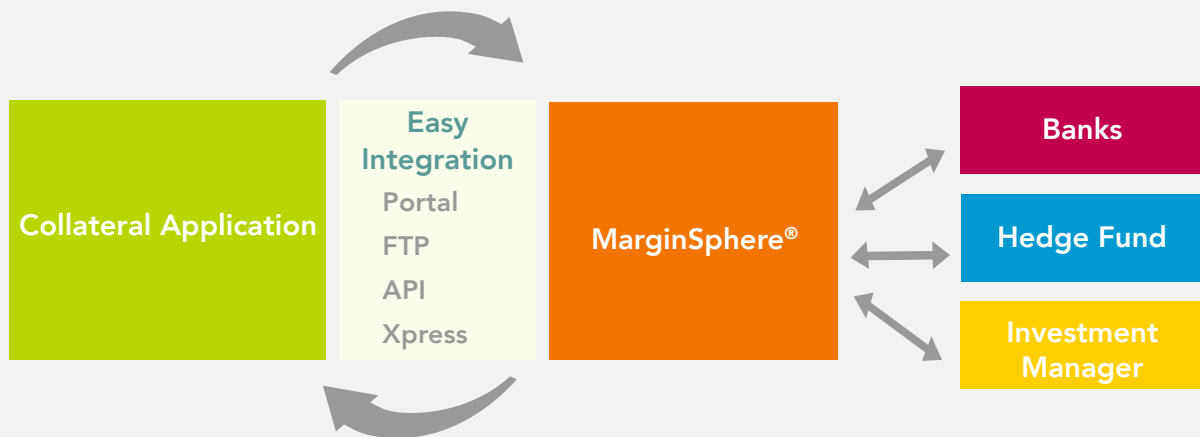 Collateral Application
Easy
Integration
Portal
FTP
API
Xpress
MarginSphere®
Banks
Hedge Fund
Investment
Manager